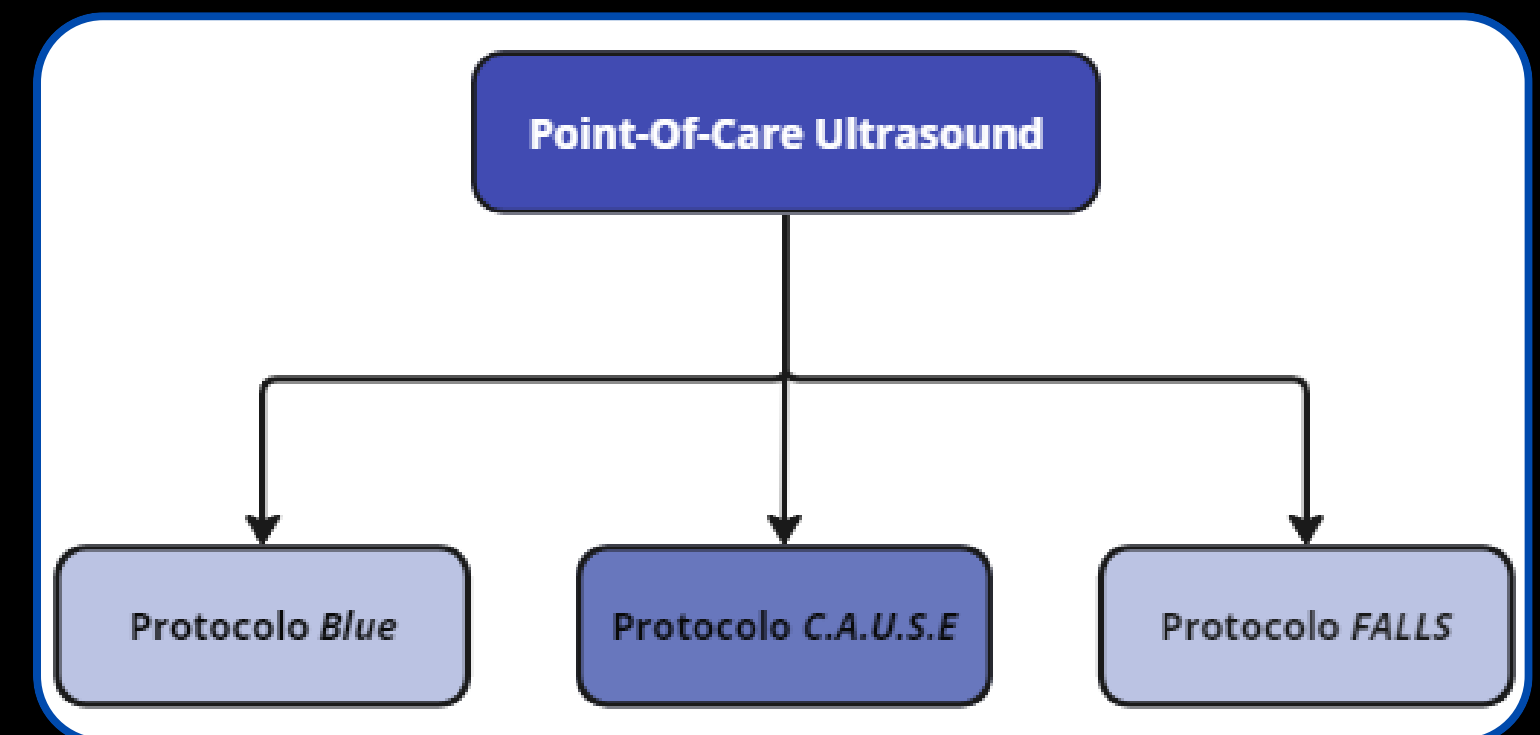 Point-Of-Care Ultrasound
Protocolo Blue
Protocolo C.A.U.S.E
Protocolo FALLS